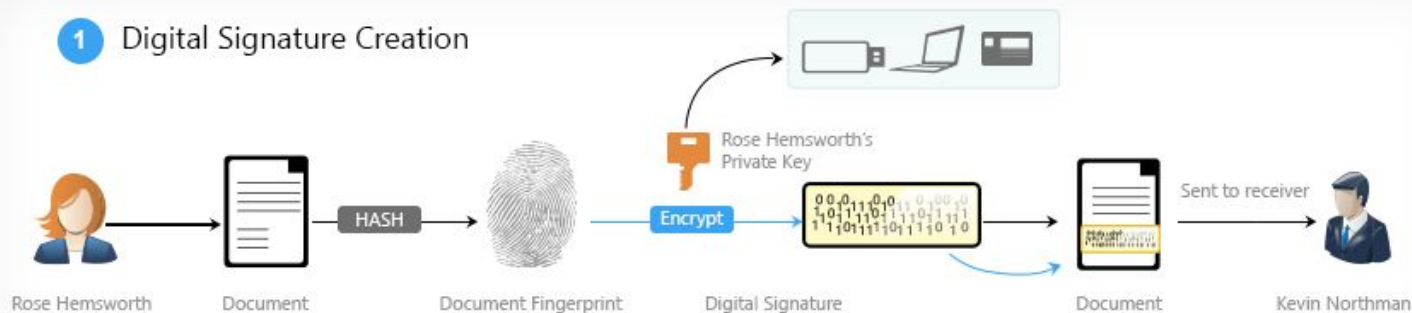 1 Digital Signature Creation
Rose Hemsworth's
Private Key
HASH
Encrypt
Sent to receiver
Rose Hemsworth
Document
Document Fingerprint
Digital Signature
Document
Kevin Northman